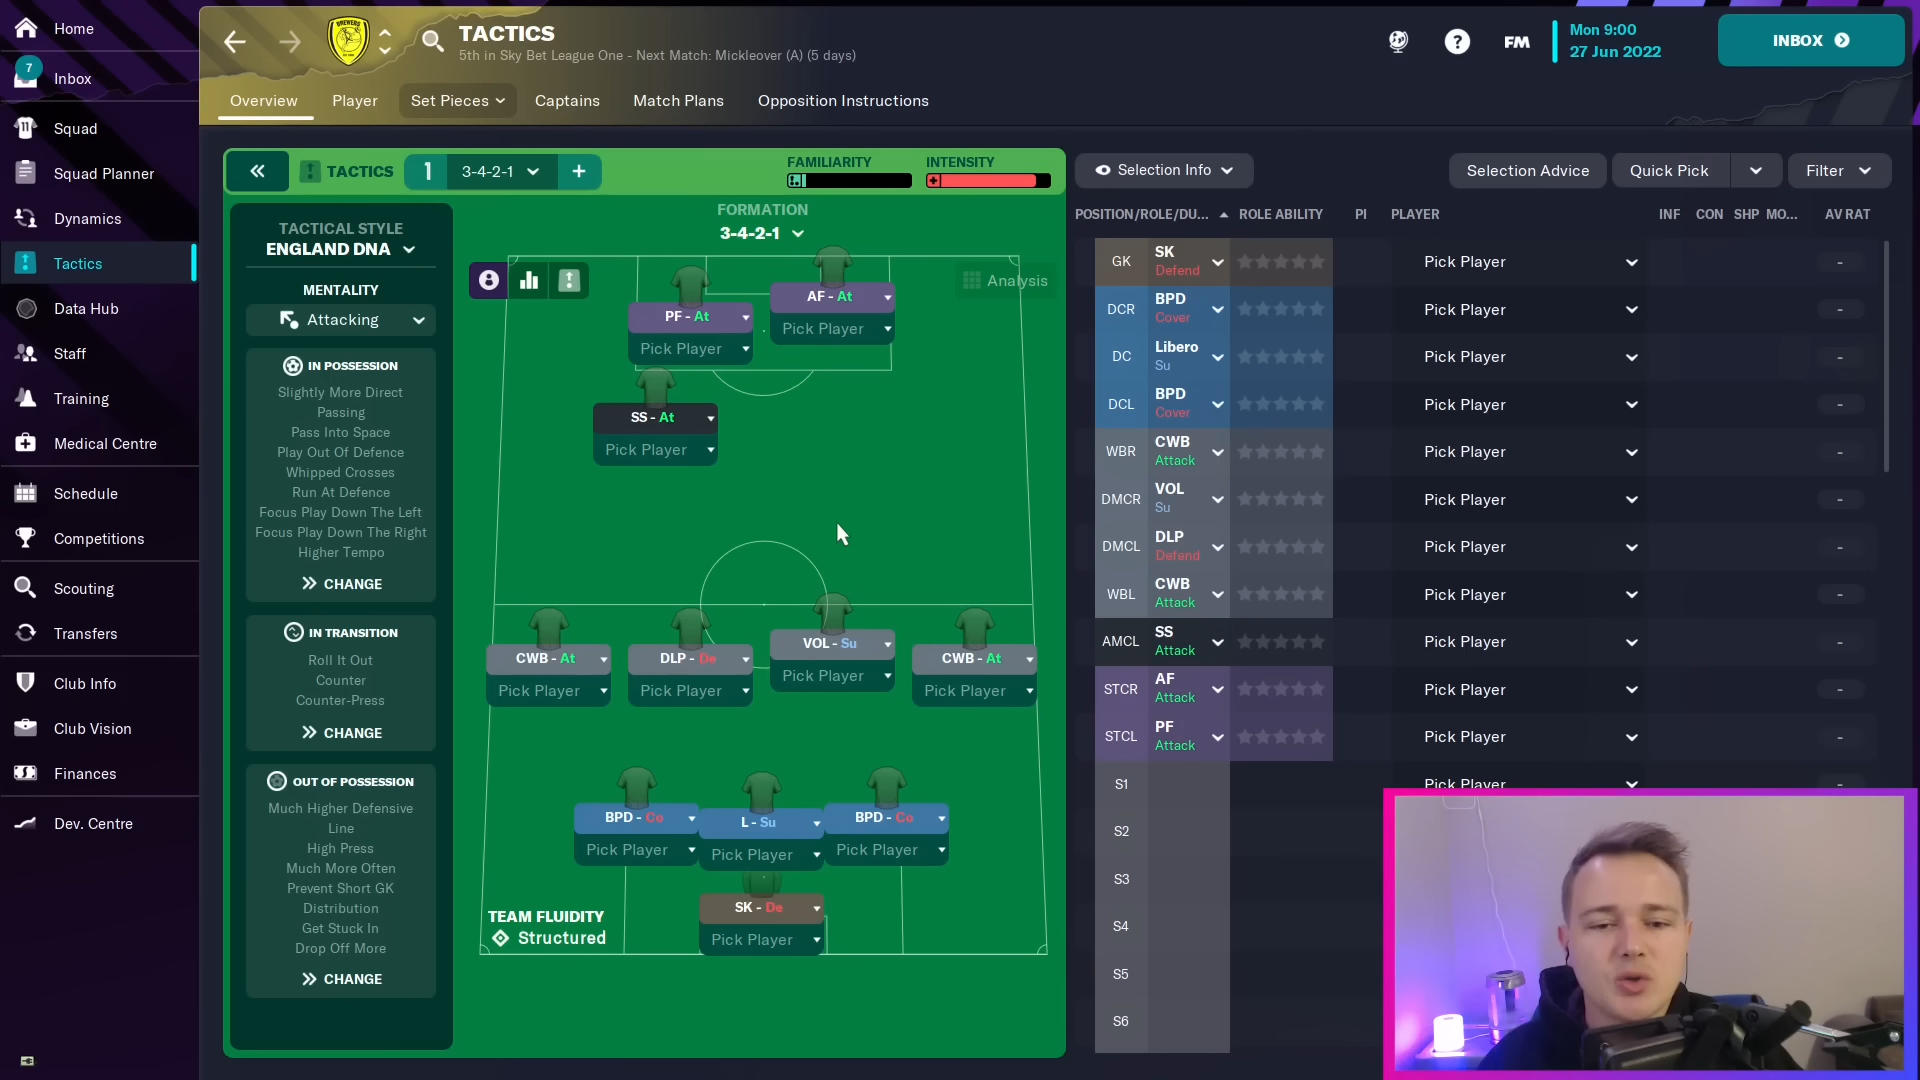 Home
7
Inbox
Squad
Squad Planner
Dynamics
Tactics
Data Hub
Staff
Training
Medical Centre
Schedule
Competitions
Scouting
Transfers
Club Info
Club Vision
Finances
Dev. Centre
BREWERS
TACTICS
5th in Sky Bet League One - Next Match: Mickleover (A) (5 days)
?
FM
Mon 9:00
27 Jun 2022
INBOX
Overview
Player
Set Pieces
Captains
Match Plans
Opposition Instructions
TACTICS
1
3-4-2-1
+
FAMILIARITY
INTENSITY
TACTICAL STYLE
ENGLAND DNA
MENTALITY
Attacking
IN POSSESSION
Slightly More Direct
Passing
Pass Into Space
Play Out Of Defence
Whipped Crosses
Run At Defence
Focus Play Down The Left
Focus Play Down The Right
Higher Tempo
CHANGE
IN TRANSITION
Roll It Out
Counter
Counter-Press
CHANGE
OUT OF POSSESSION
Much Higher Defensive
Line
High Press
Much More Often
Prevent Short GK
Distribution
Get Stuck In
Drop Off More
CHANGE
FORMATION
3-4-2-1
Analysis
AF - At
Pick Player
PF - At
Pick Player
SS - At
Pick Player
CWB - At
Pick Player
DLP - De
Pick Player
VOL - Su
Pick Player
CWB - At
Pick Player
BPD - Co
Pick Player
L - Su
Pick Player
BPD - Co
Pick Player
SK - De
Pick Player
TEAM FLUIDITY
Structured
Selection Info
Selection Advice
Quick Pick
Filter
POSITION/ROLE/DU... ROLE ABILITY PI PLAYER INF CON SHP MO... AV RAT
GK SK Defend Pick Player -
DCR BPD Cover Pick Player -
DC Libero Su Pick Player -
DCL BPD Cover Pick Player -
WBR CWB Attack Pick Player -
DMCR VOL Su Pick Player -
DMCL DLP Defend Pick Player -
WBL CWB Attack Pick Player -
AMCL SS Attack Pick Player -
STCR AF Attack Pick Player -
STCL PF Attack Pick Player -
S1 Pick Player
S2
S3
S4
S5
S6